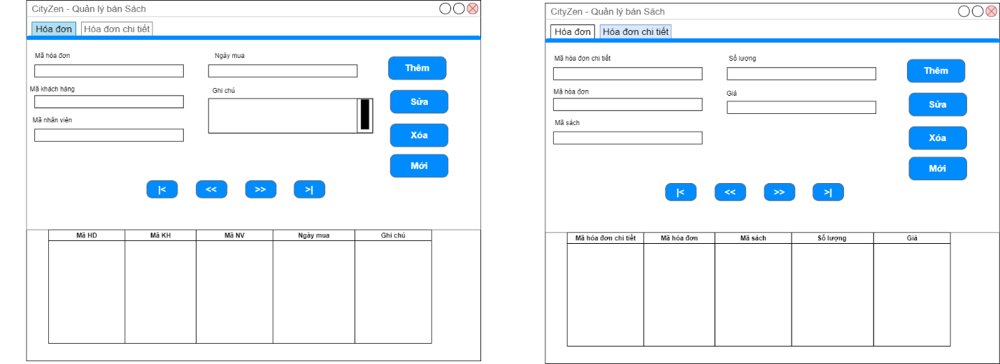 CityZen - Quản lý bán Sách
Hóa đơn Hóa đơn chi tiết
Mã hóa đơn Ngày mua
Thêm
Mã khách hàng Ghi chú
Sửa
Mã nhân viên
Xóa
Mới
|< << >> >|
Mã HD Mã KH Mã NV Ngày mua Ghi chú
CityZen - Quản lý bán Sách
Hóa đơn Hóa đơn chi tiết
Mã hóa đơn chi tiết Số lượng
Thêm
Mã hòa đơn Giá
Sửa
Mã sách
Xóa
Mới
|< << >> >|
Mã hóa đơn chi tiết Mã hóa đơn Mã sách Số lượng Giá